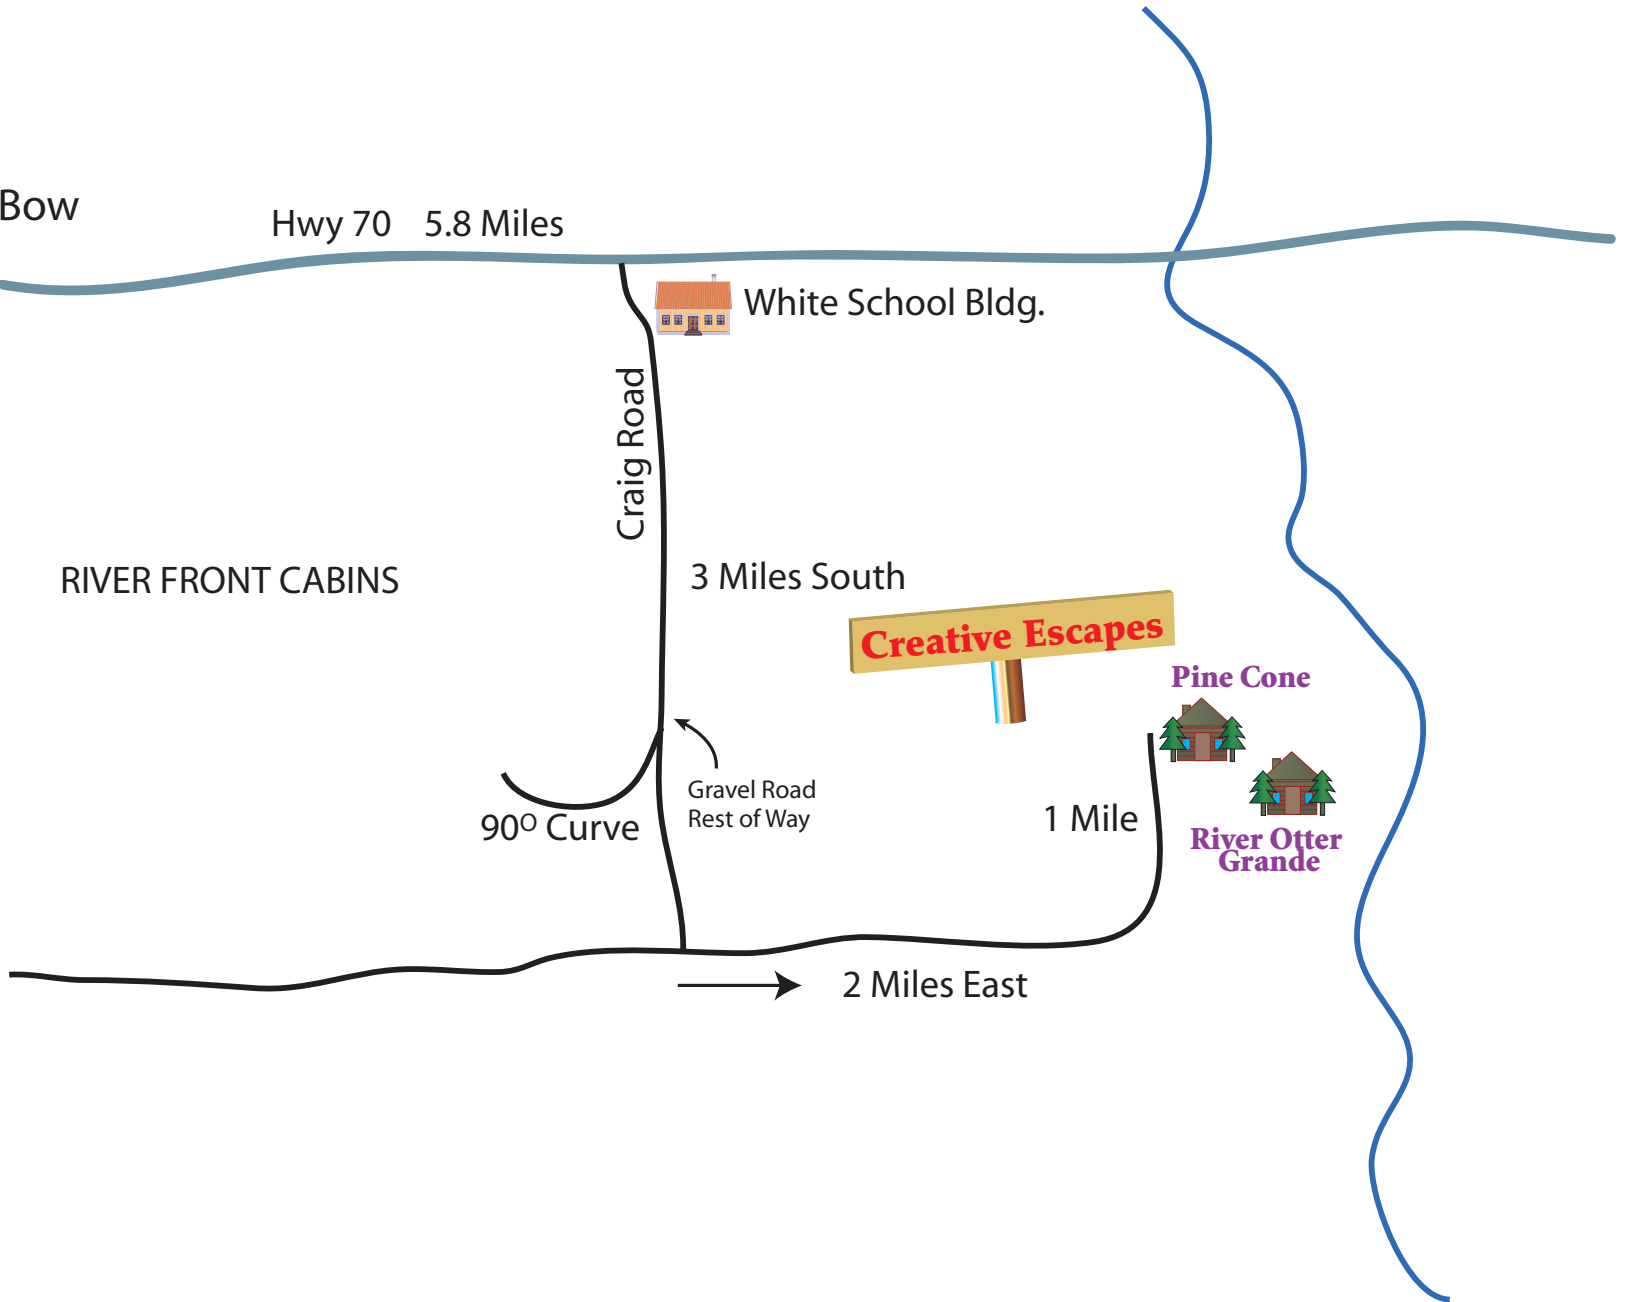 Bow
Hwy 70 5.8 Miles
White School Bldg.
Craig Road
RIVER FRONT CABINS
3 Miles South
Creative Escapes
Pine Cone
Gravel Road
Rest of Way
90O Curve
1 Mile
River Otter
Grande
2 Miles East